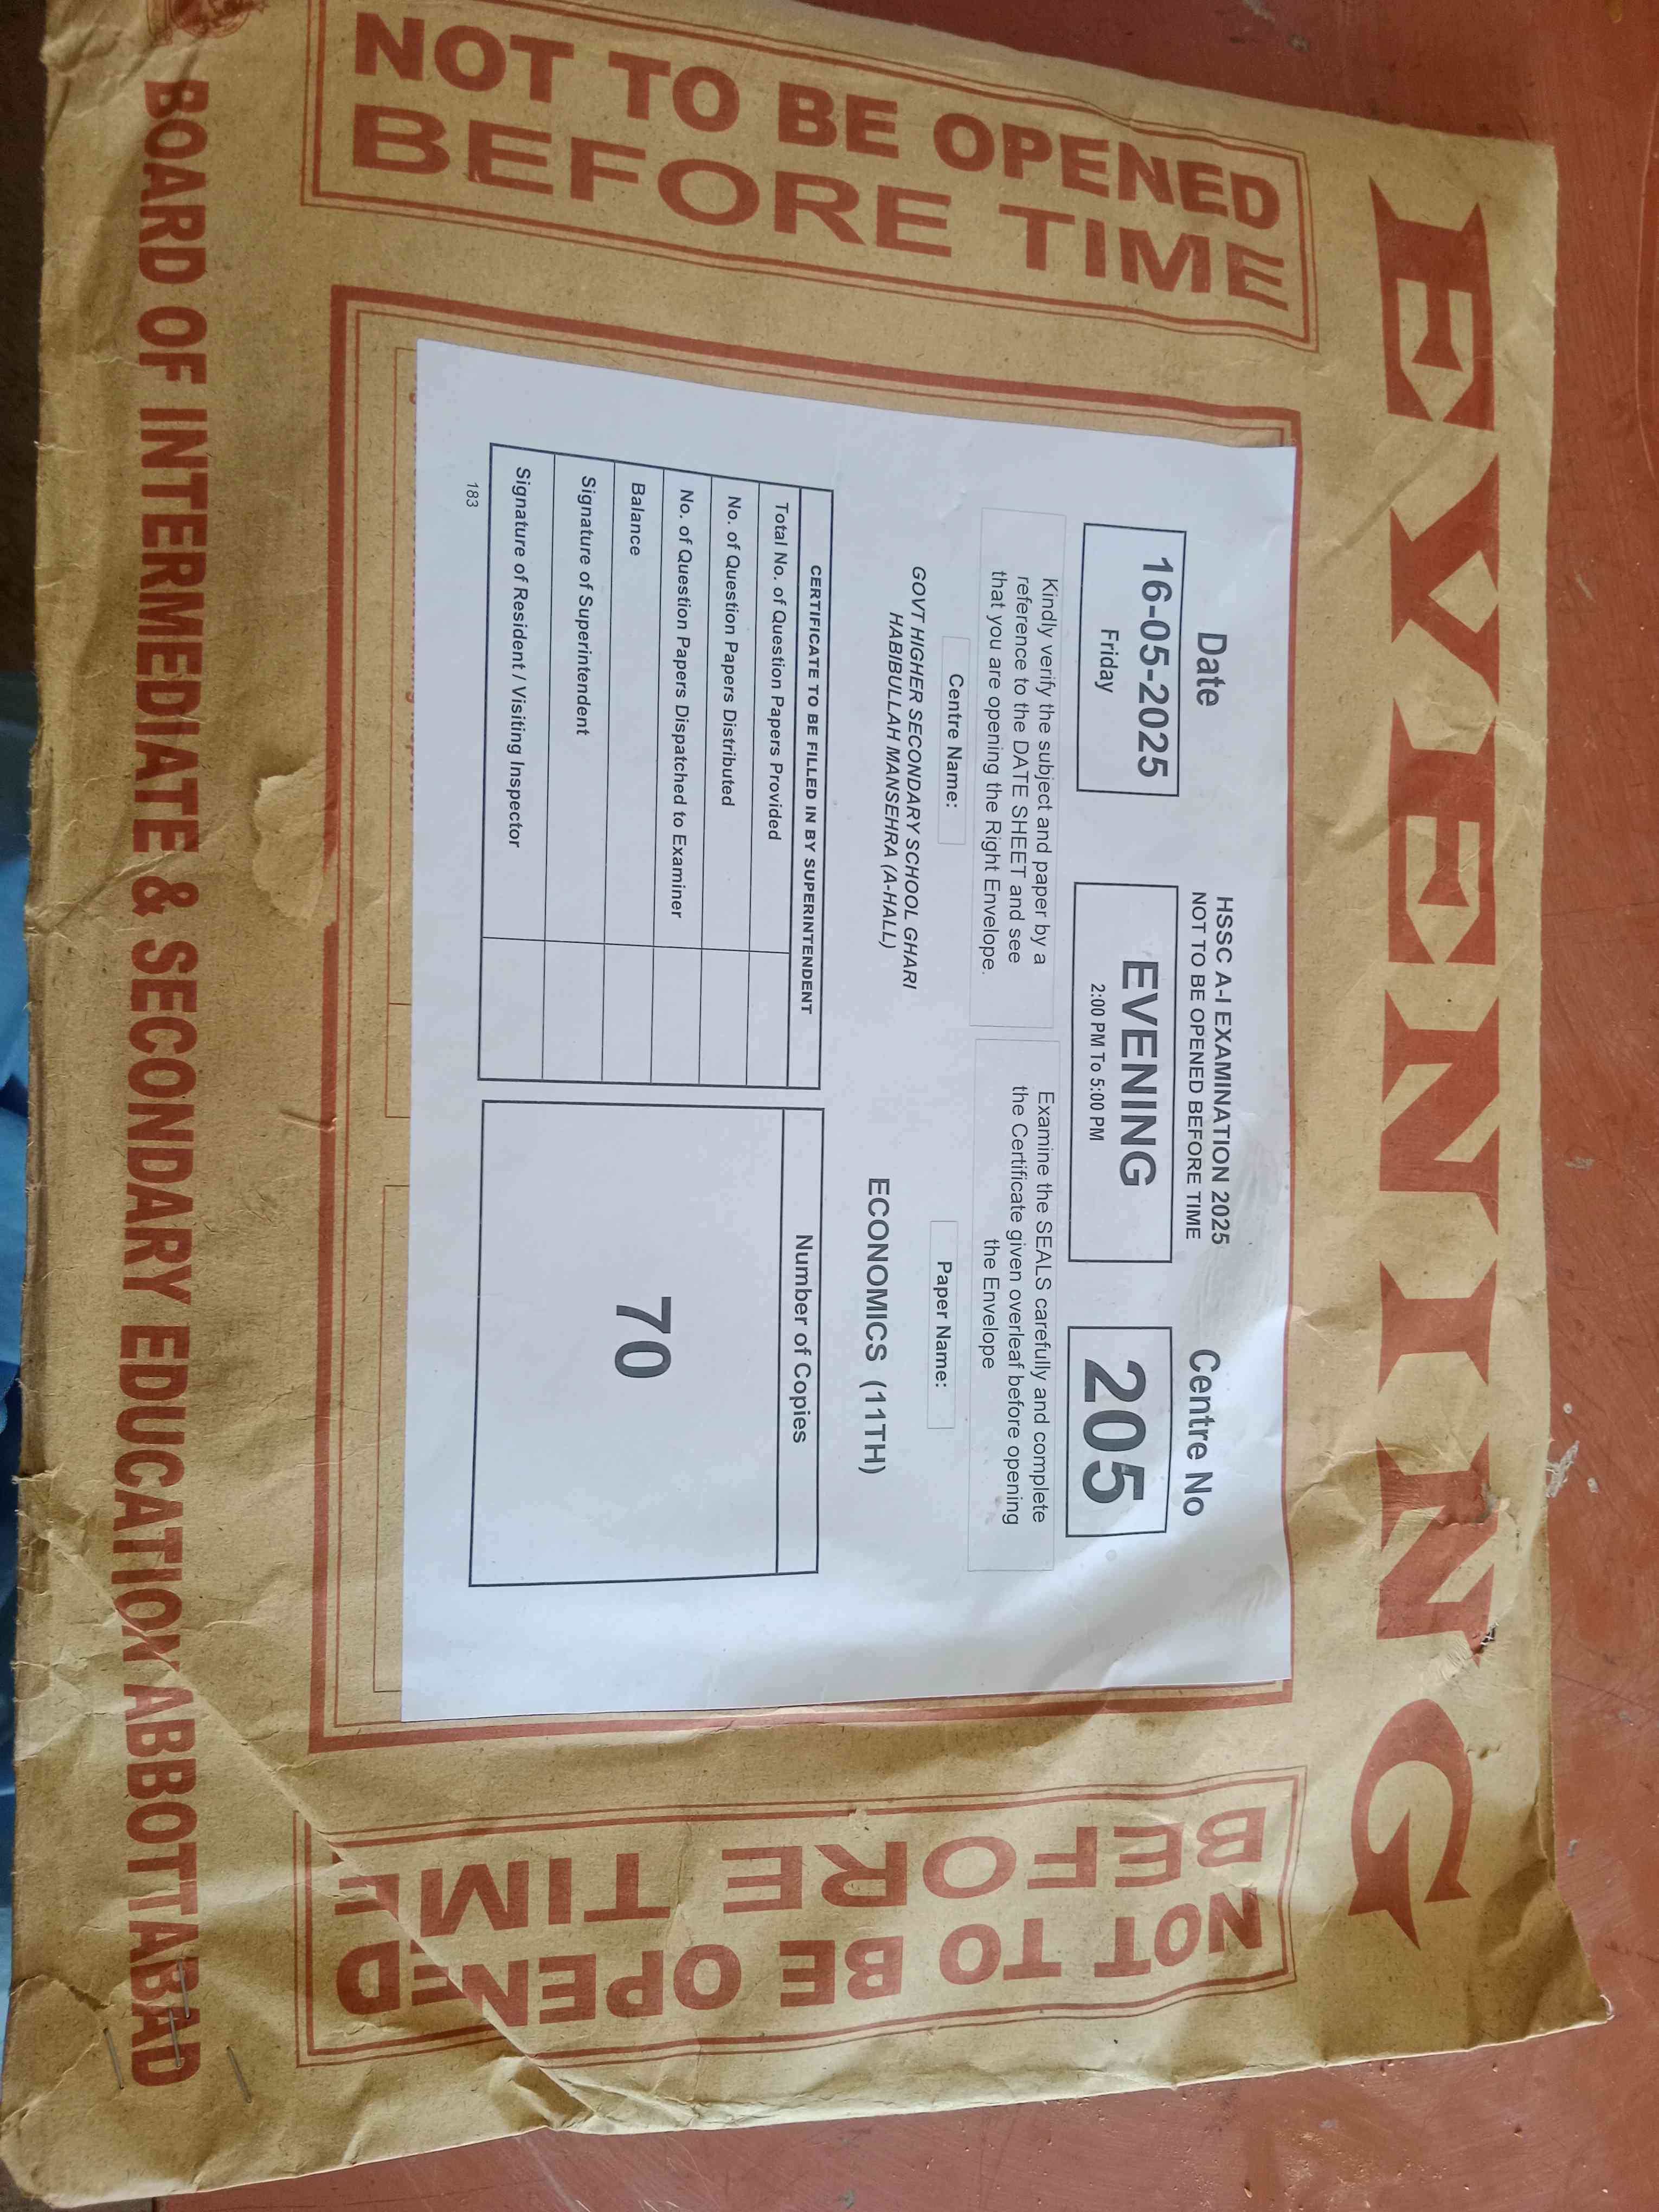 EVENING
NOT TO BE OPENED
BEFORE TIME
HSSC A-I EXAMINATION 2025
NOT TO BE OPENED BEFORE TIME
Date
Centre No
16-05-2025
Friday
EVENING
2:00 PM To 5:00 PM
205
Kindly verify the subject and paper by a
reference to the DATE SHEET and see
that you are opening the Right Envelope.
Examine the SEALS carefully and complete
the Certificate given overleaf before opening
the Envelope
Centre Name:
Paper Name:
GOVT HIGHER SECONDARY SCHOOL GHARI
HABIBULLAH MANSEHRA (A-HALL)
ECONOMICS (11TH)
CERTIFICATE TO BE FILLED IN BY SUPERINTENDENT
Total No. of Question Papers Provided
No. of Question Papers Distributed
No. of Question Papers Dispatched to Examiner
Balance
Signature of Superintendent
Signature of Resident / Visiting Inspector
Number of Copies
70
183
NOT TO BE OPENED
BEFORE TIME
BOARD OF INTERMEDIATE & SECONDARY EDUCATION ABBOTTABAD